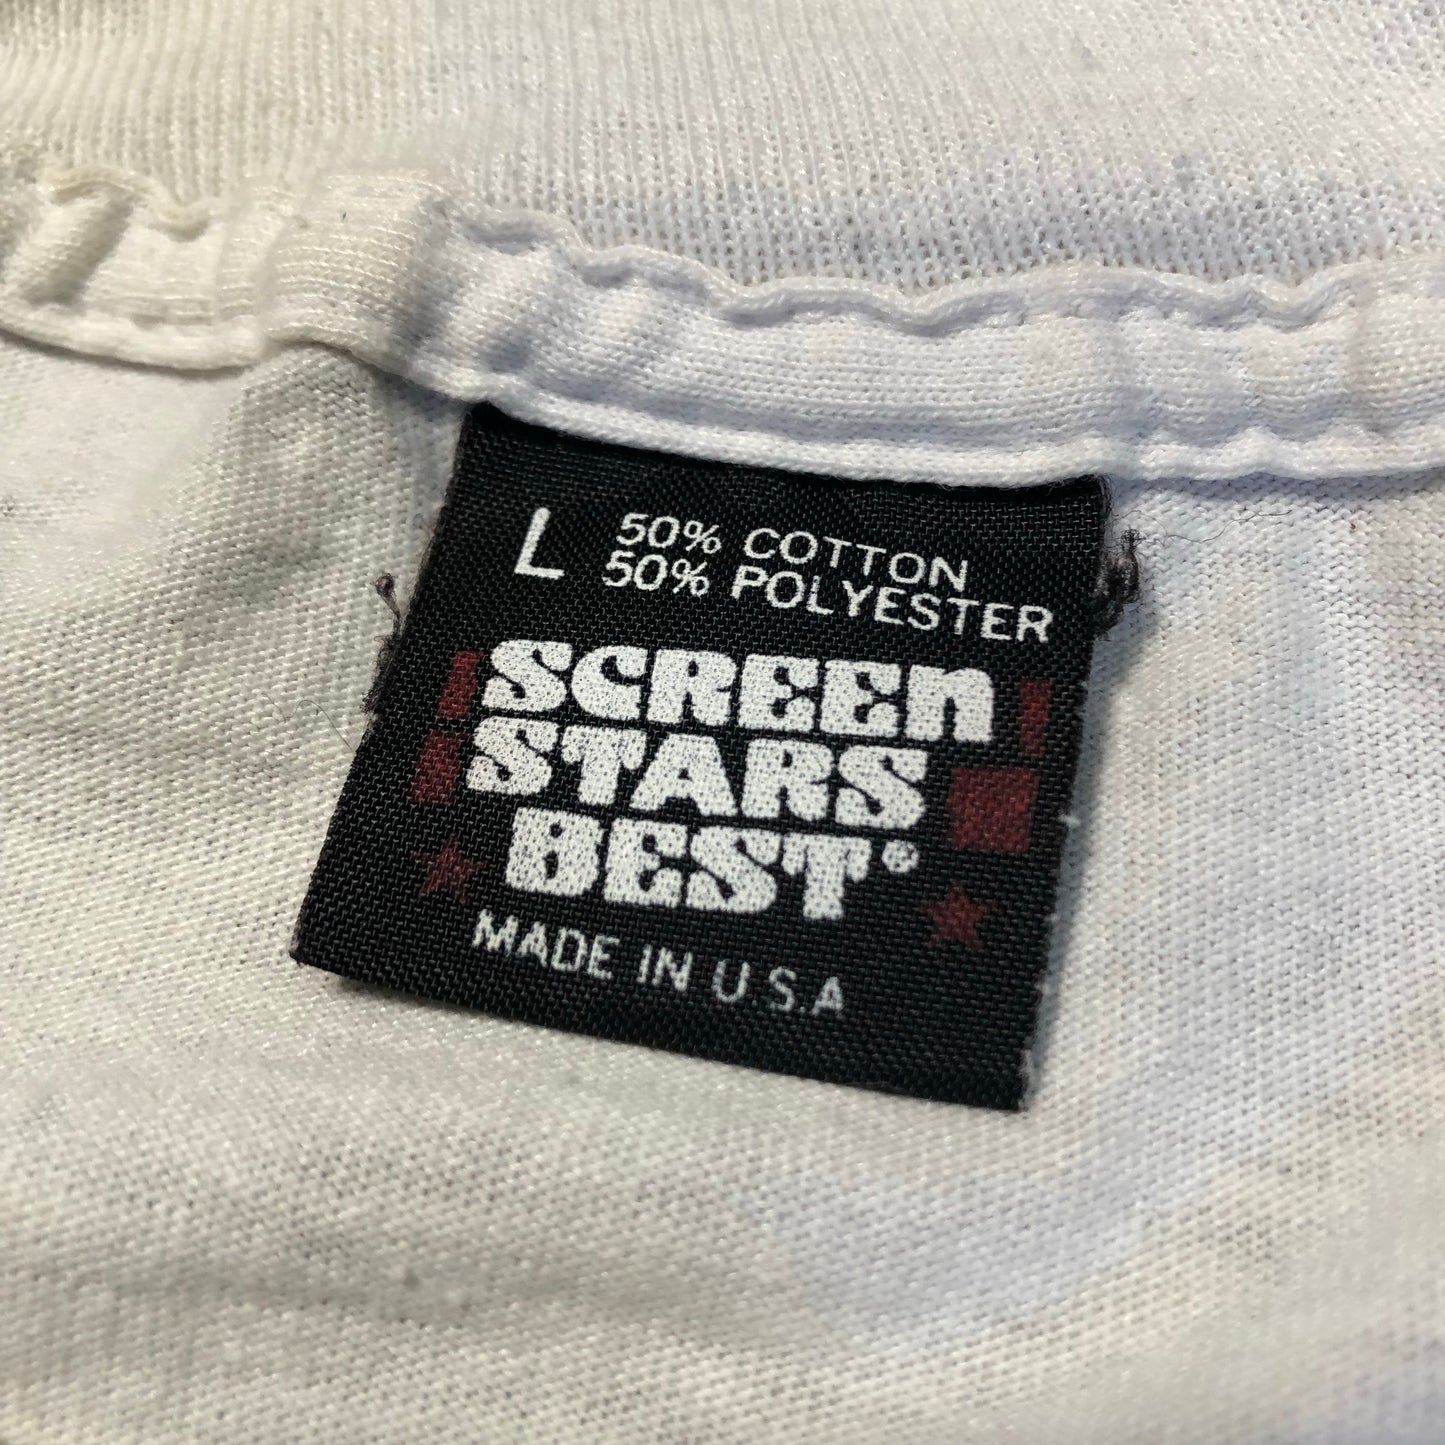 L 50% COTTON
50% POLYESTER
SCREEN
STARS
BEST®
MADE IN U.S.A